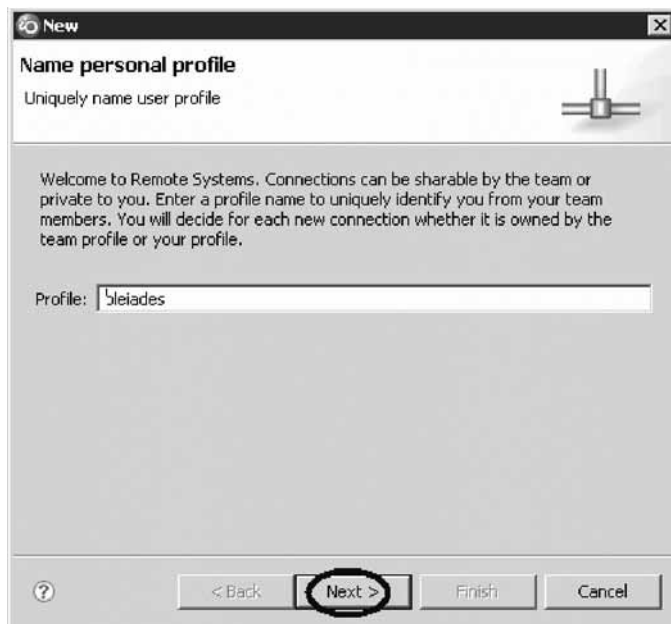 New
Name personal profile
Uniquely name user profile
Welcome to Remote Systems. Connections can be sharable by the team or
private to you. Enter a profile name to uniquely identify you from your team
members. You will decide for each new connection whether it is owned by the
team profile or your profile.
Profile: pleiades
? < Back Next > Finish Cancel